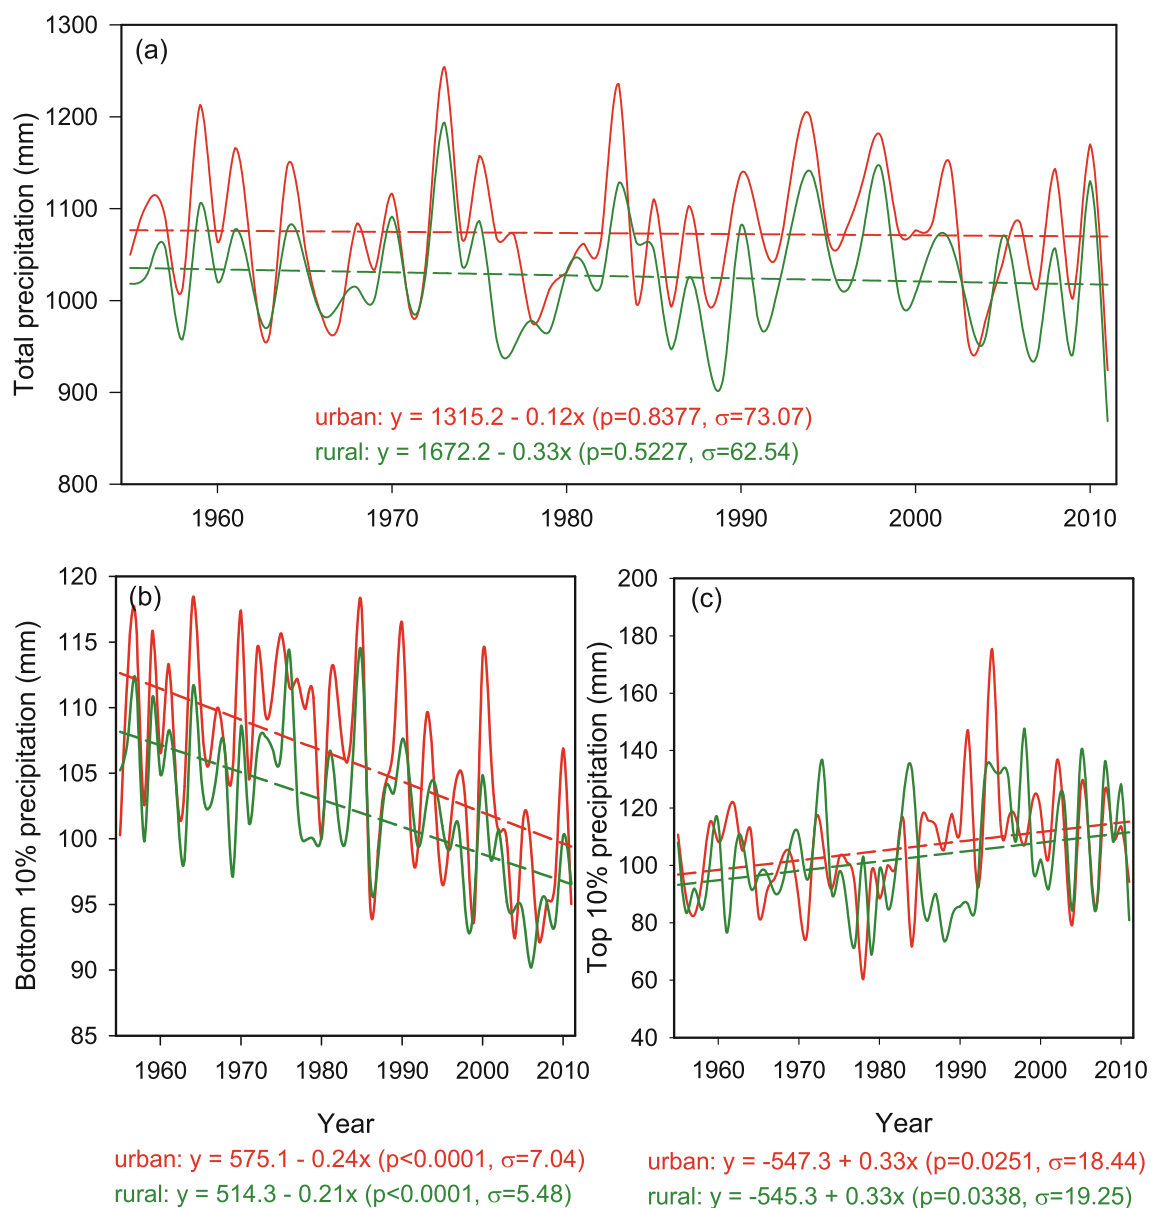 (a)
Total precipitation (mm)
1300
1200
1100
1000
900
800
urban: y = 1315.2 - 0.12x (p=0.8377, σ=73.07)
rural: y = 1672.2 - 0.33x (p=0.5227, σ=62.54)
1960 1970 1980 1990 2000 2010
(b)
Bottom 10% precipitation (mm)
120
115
110
105
100
95
90
85
1960 1970 1980 1990 2000 2010
Year
urban: y = 575.1 - 0.24x (p<0.0001, σ=7.04)
rural: y = 514.3 - 0.21x (p<0.0001, σ=5.48)
(c)
Top 10% precipitation (mm)
200
180
160
140
120
100
80
60
40
1960 1970 1980 1990 2000 2010
Year
urban: y = -547.3 + 0.33x (p=0.0251, σ=18.44)
rural: y = -545.3 + 0.33x (p=0.0338, σ=19.25)